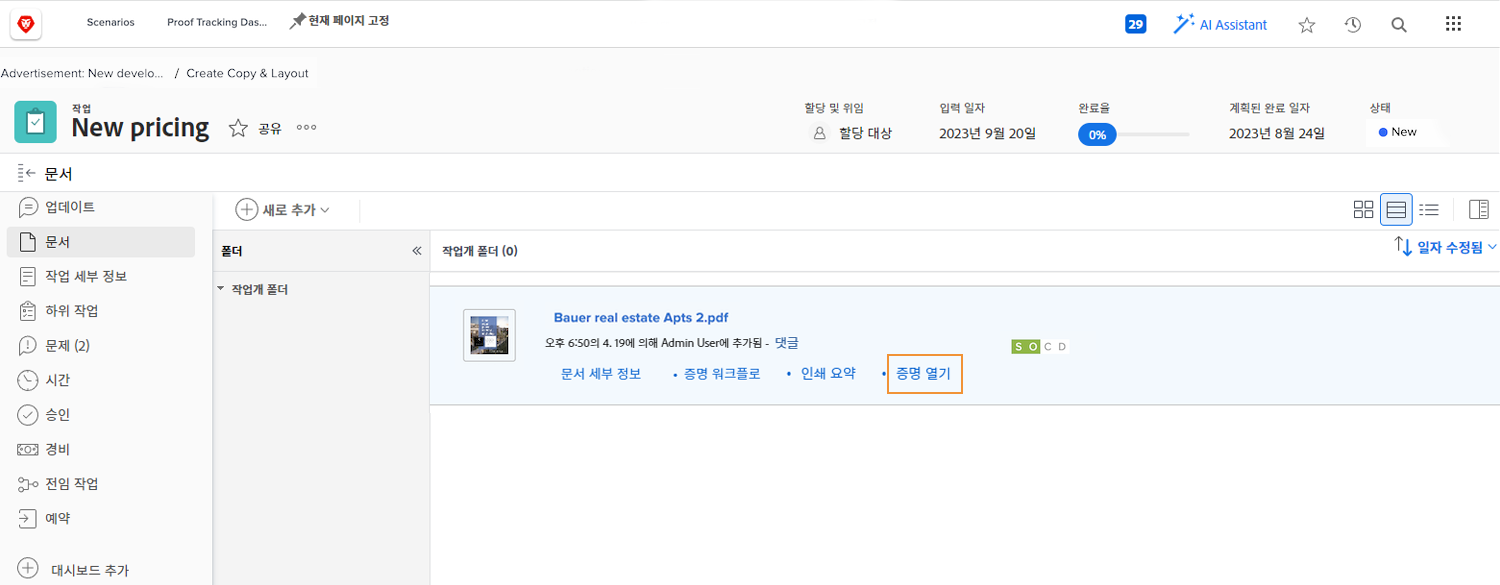 Scenarios
Proof Tracking Das...
현재 페이지 고정
29
AI Assistant
Advertisement: New develo... / Create Copy & Layout
작업
New pricing
공유
할당 및 위임
할당 대상
입력 일자
2023년 9월 20일
완료율
0%
계획된 완료 일자
2023년 8월 24일
상태
New
문서
업데이트
문서
작업 세부 정보
하위 작업
문제 (2)
시간
승인
경비
전임 작업
예약
대시보드 추가
새로 추가
폴더
작업개 폴더
작업개 폴더 (0)
일자 수정됨
Bauer real estate Apts 2.pdf
오후 6:50의 4. 19에 의해 Admin User에 추가됨 - 댓글
문서 세부 정보 • 증명 워크플로 • 인쇄 요약 • 증명 열기
S O C D